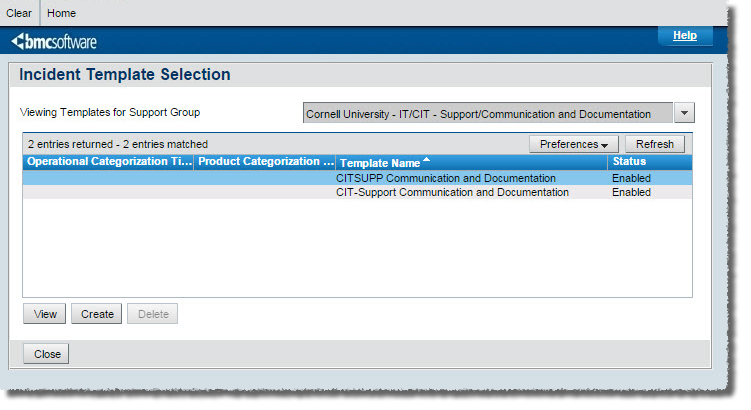 Clear Home
bmcsoftware Help
Incident Template Selection
Viewing Templates for Support Group Cornell University - IT/CIT - Support/Communication and Documentation
2 entries returned - 2 entries matched Preferences Refresh
Operational Categorization Ti... Product Categorization ... Template Name Status
CITSUPP Communication and Documentation Enabled
CIT-Support Communication and Documentation Enabled
View Create Delete
Close